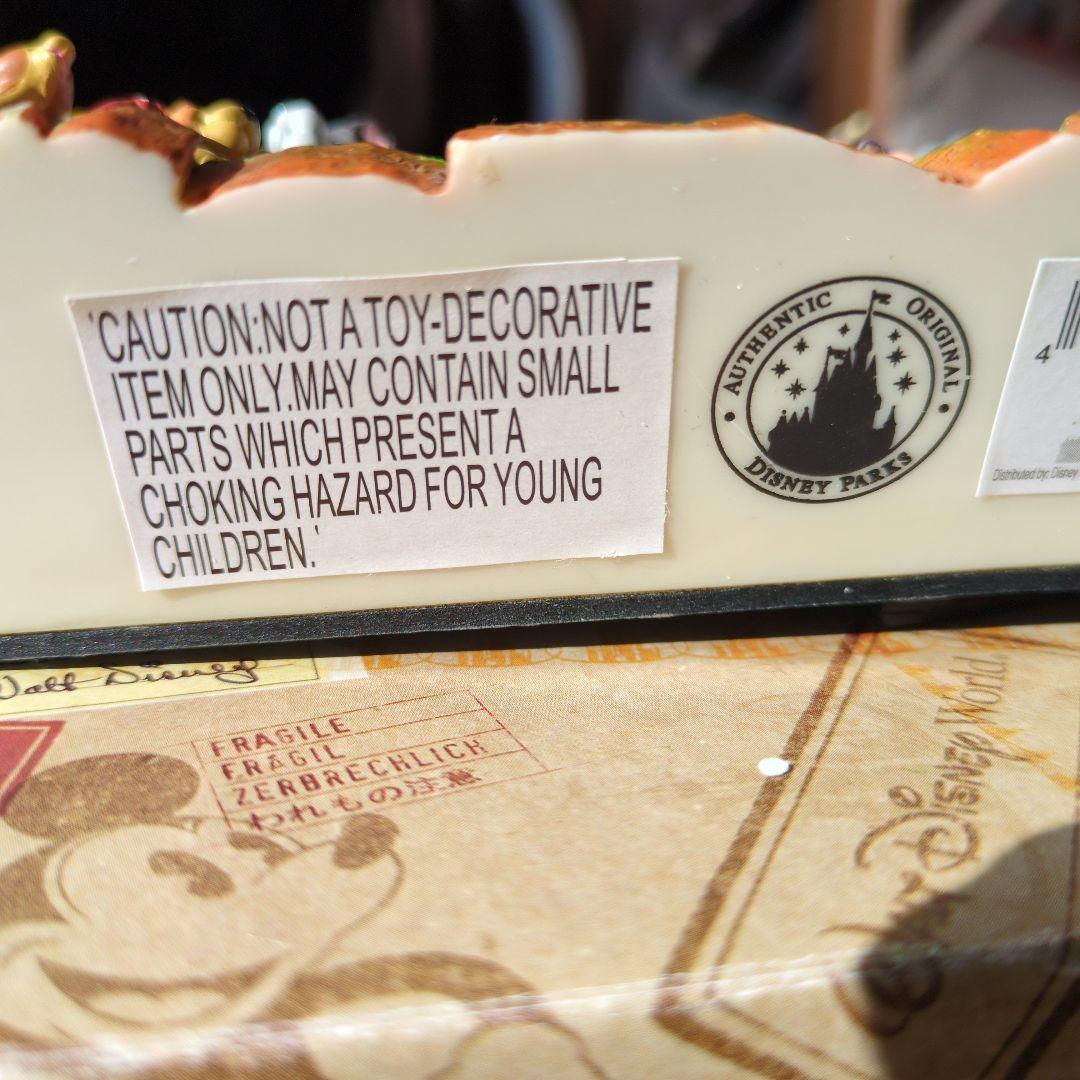 'CAUTION:NOT A TOY-DECORATIVE
ITEM ONLY.MAY CONTAIN SMALL
PARTS WHICH PRESENT A
CHOKING HAZARD FOR YOUNG
CHILDREN.'
AUTHENTIC ORIGINAL
DISNEY PARKS
4
Distributed by: Disney
Walt Disney
FRAGILE
FRÁGIL
ZERBRECHLICH
われもの注意
Walt Disney World